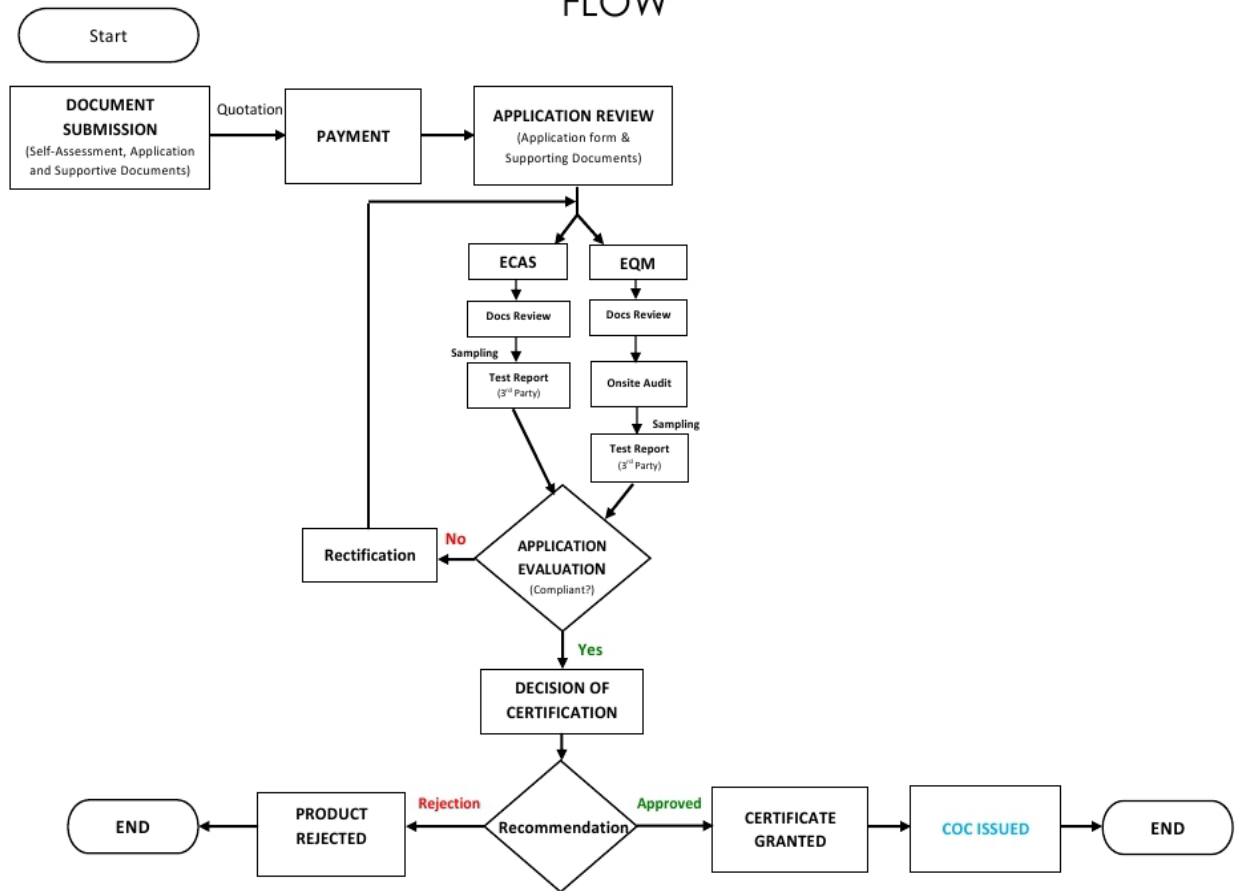 FLOW
Start
DOCUMENT
SUBMISSION
(Self-Assessment, Application
and Supportive Documents)
Quotation
PAYMENT
APPLICATION REVIEW
(Application form &
Supporting Documents)
ECAS
EQM
Docs Review
Docs Review
Sampling
Test Report
(3rd Party)
Onsite Audit
Sampling
Test Report
(3rd Party)
Rectification
No
APPLICATION
EVALUATION
(Compliant?)
Yes
DECISION OF
CERTIFICATION
END
PRODUCT
REJECTED
Rejection
Recommendation
Approved
CERTIFICATE
GRANTED
COC ISSUED
END